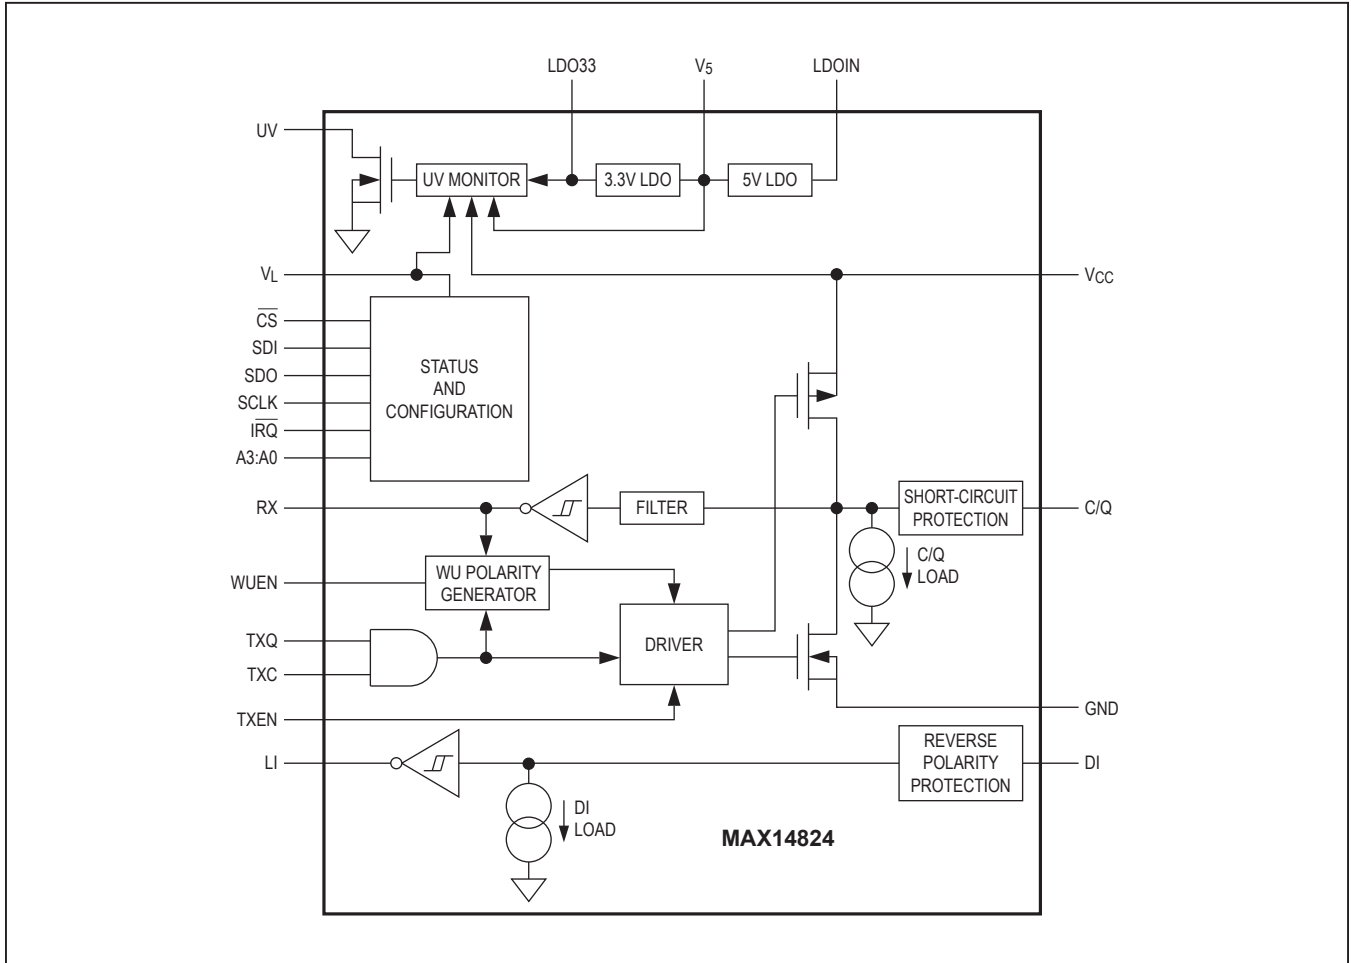 LDO33
V5
LDOIN
UV
UV MONITOR
3.3V LDO
5V LDO
VL
VCC
CS
SDI
SDO
SCLK
IRQ
A3:A0
STATUS
AND
CONFIGURATION
RX
FILTER
SHORT-CIRCUIT
PROTECTION
C/Q
C/Q
LOAD
WUEN
WU POLARITY
GENERATOR
TXQ
TXC
DRIVER
TXEN
GND
LI
REVERSE
POLARITY
PROTECTION
DI
DI
LOAD
MAX14824